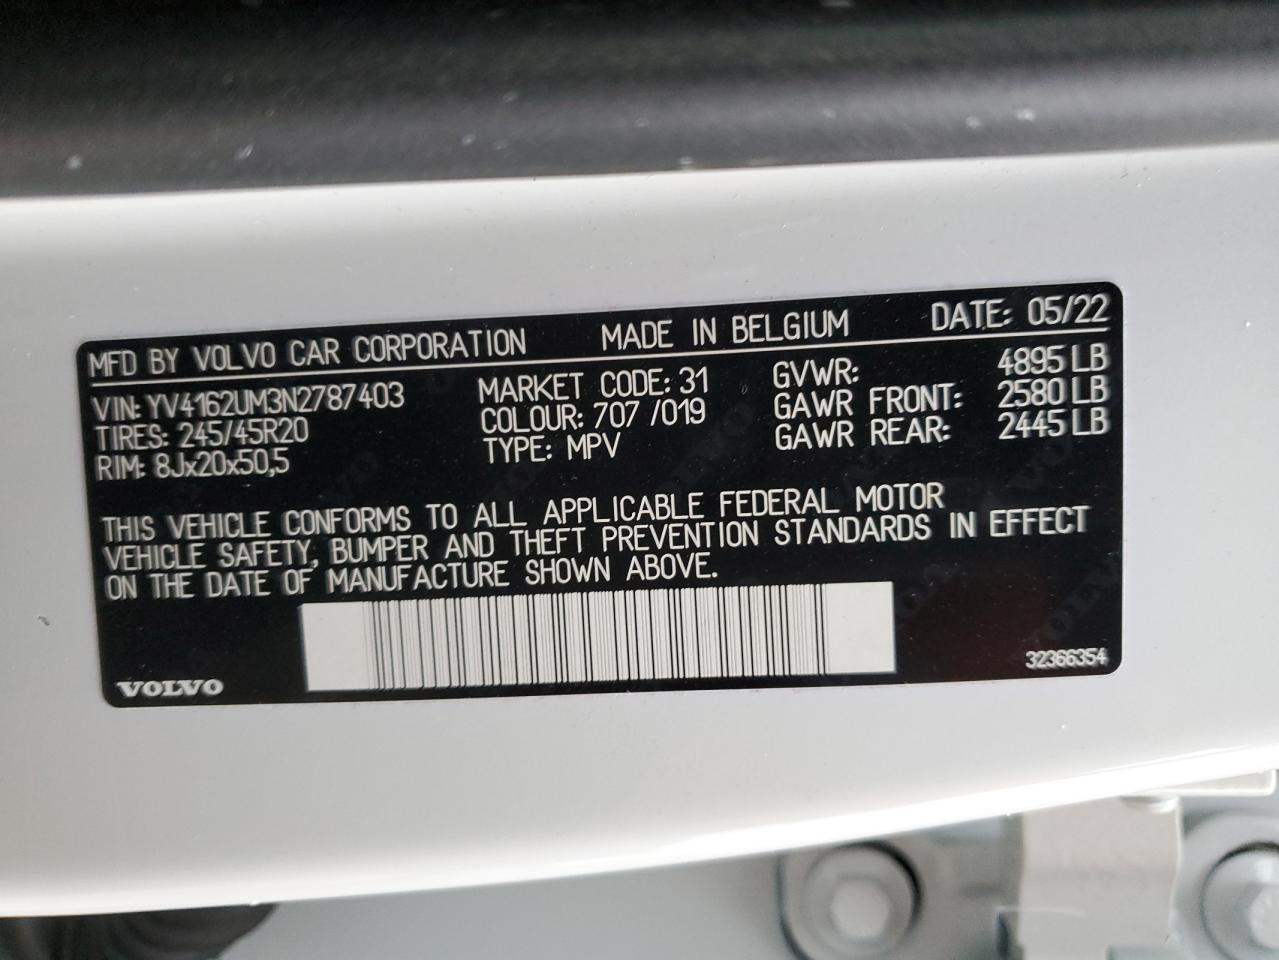 MFD BY VOLVO CAR CORPORATION MADE IN BELGIUM DATE: 05/22
VIN: YV4162UM3N2787403 MARKET CODE: 31 GVWR: 4895 LB
TIRES: 245/45R20 COLOUR: 707 /019 GAWR FRONT: 2580 LB
RIM: 8Jx20x50,5 TYPE: MPV GAWR REAR: 2445 LB
THIS VEHICLE CONFORMS TO ALL APPLICABLE FEDERAL MOTOR
VEHICLE SAFETY, BUMPER AND THEFT PREVENTION STANDARDS IN EFFECT
ON THE DATE OF MANUFACTURE SHOWN ABOVE.
VOLVO 32366354